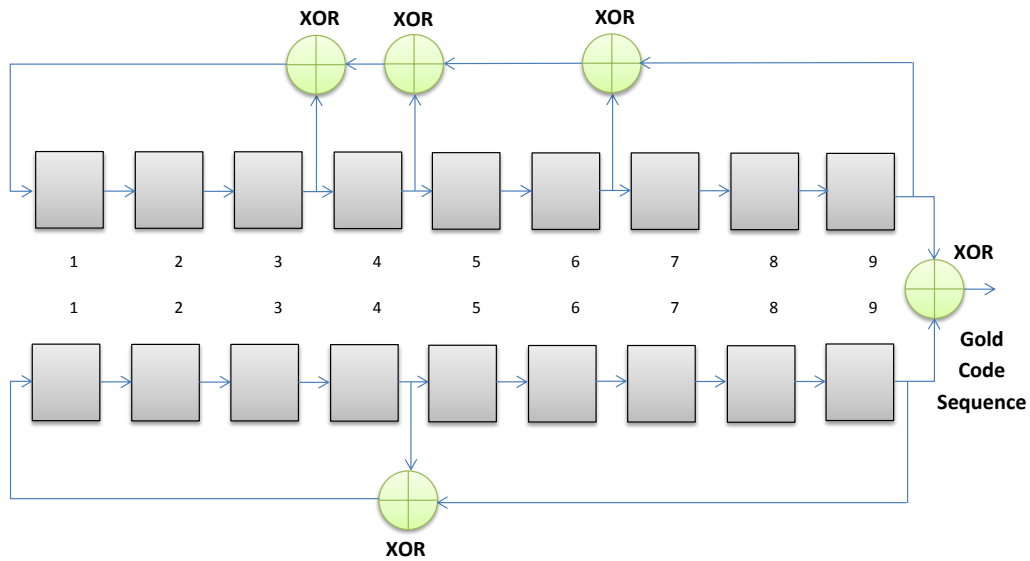 XOR XOR XOR
1 2 3 4 5 6 7 8 9
XOR
1 2 3 4 5 6 7 8 9
Gold
Code
Sequence
XOR